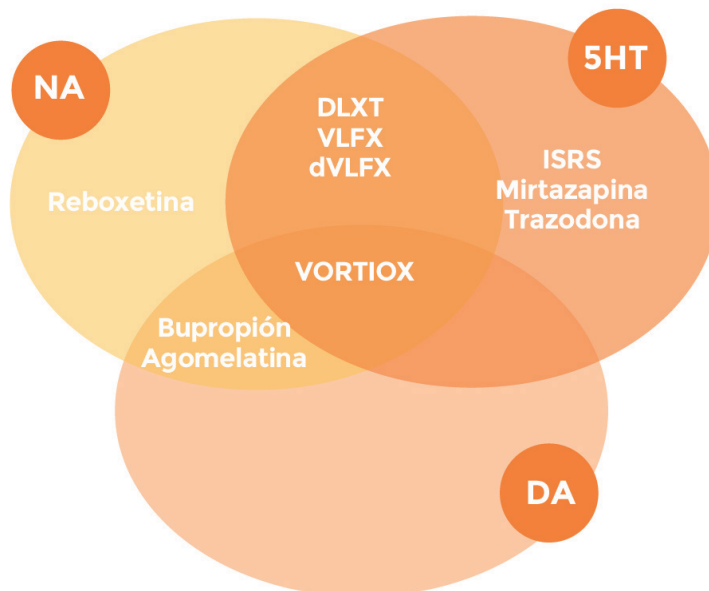 NA
5HT
DLXT
VLFX
dVLFX
ISRS
Mirtazapina
Trazodona
Reboxetina
VORTIOX
Bupropión
Agomelatina
DA